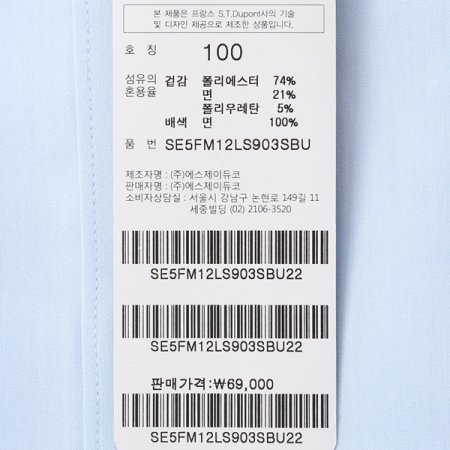 본 제품은 프랑스 S.T.Dupont사의 기술
및 디자인 제공으로 제조한 상품입니다.
호 칭 100
섬유의 겉감 폴리에스터 74%
혼용율 면 21%
폴리우레탄 5%
배색 면 100%
품 번 SE5FM12LS903SBU
제조자명 : (주)에스제이듀코
판매자명 : (주)에스제이듀코
소비자상담실 : 서울시 강남구 논현로 149길 11
세중빌딩 (02) 2106-3520
SE5FM12LS903SBU22
SE5FM12LS903SBU22
판매가격:₩69,000
SE5FM12LS903SBU22